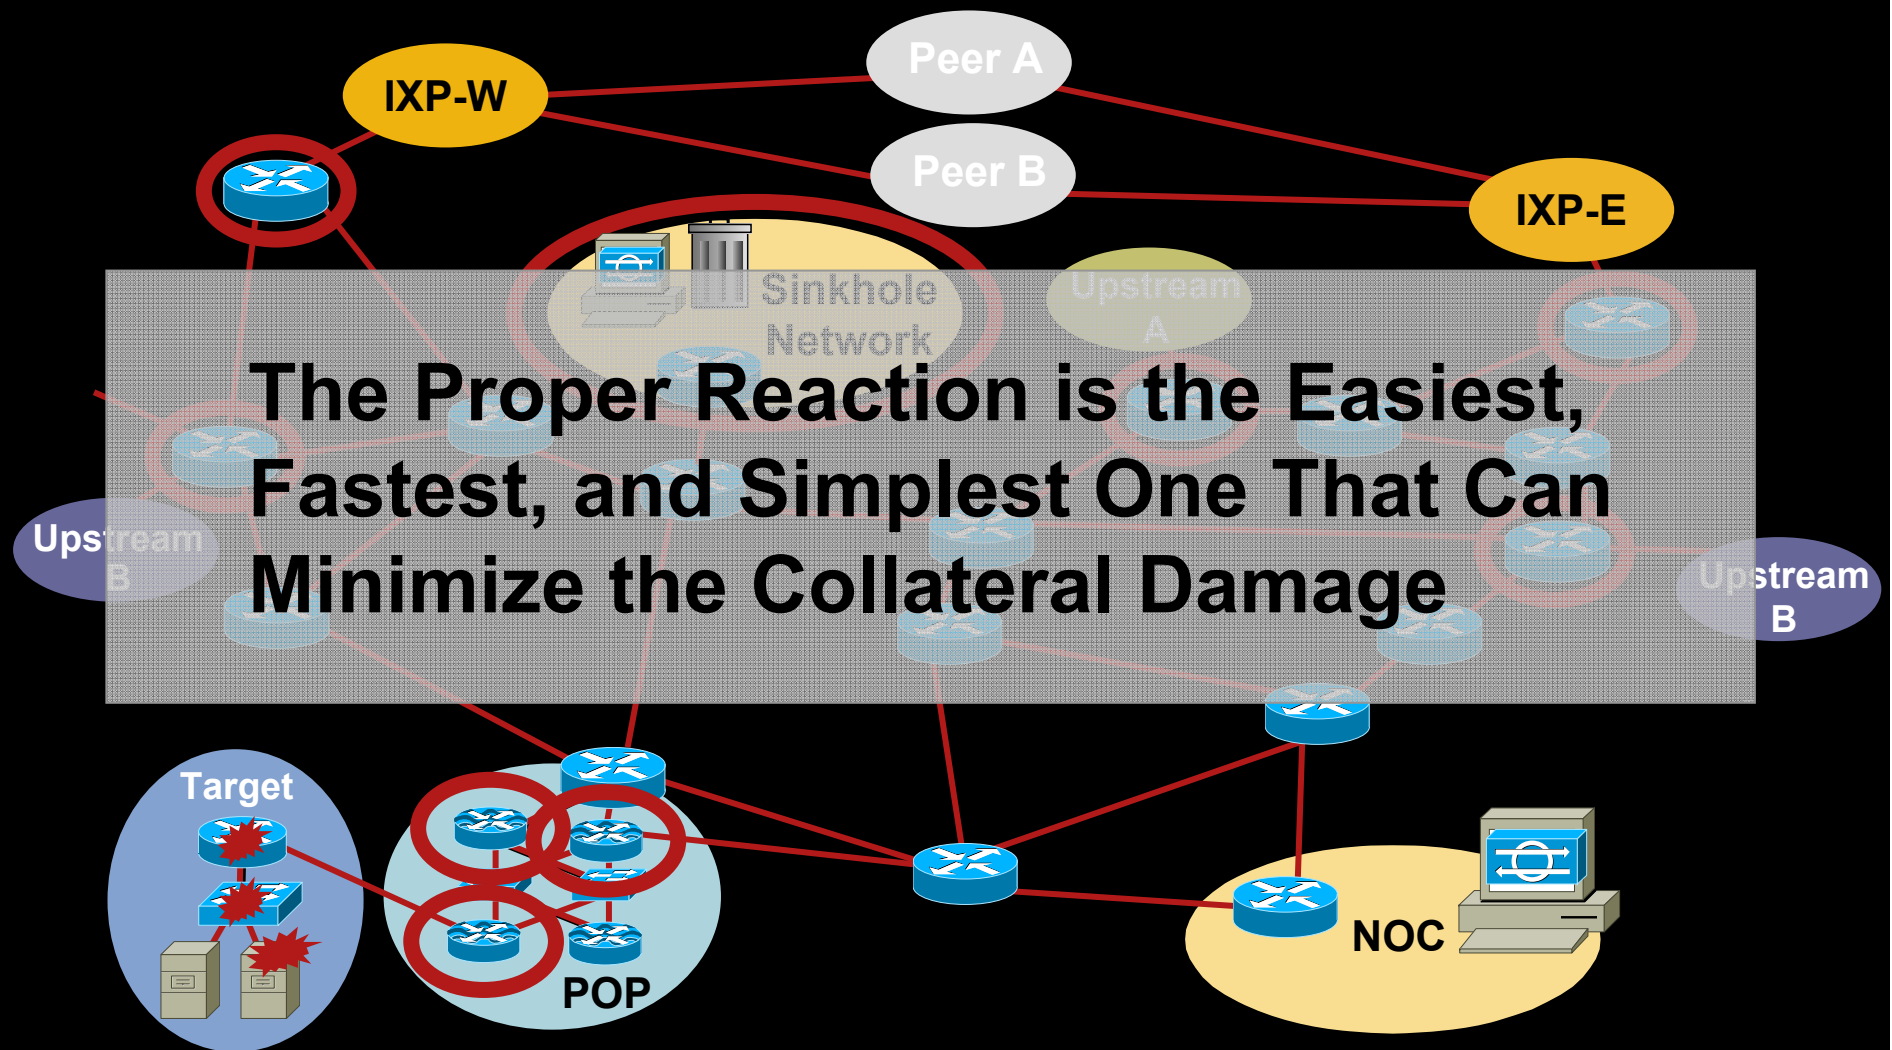 Peer A
IXP-W
Peer B
IXP-E
Sinkhole
Network
Upstream
A
The Proper Reaction is the Easiest,
Fastest, and Simplest One That Can
Minimize the Collateral Damage
Upstream
B
Upstream
B
Target
POP
NOC